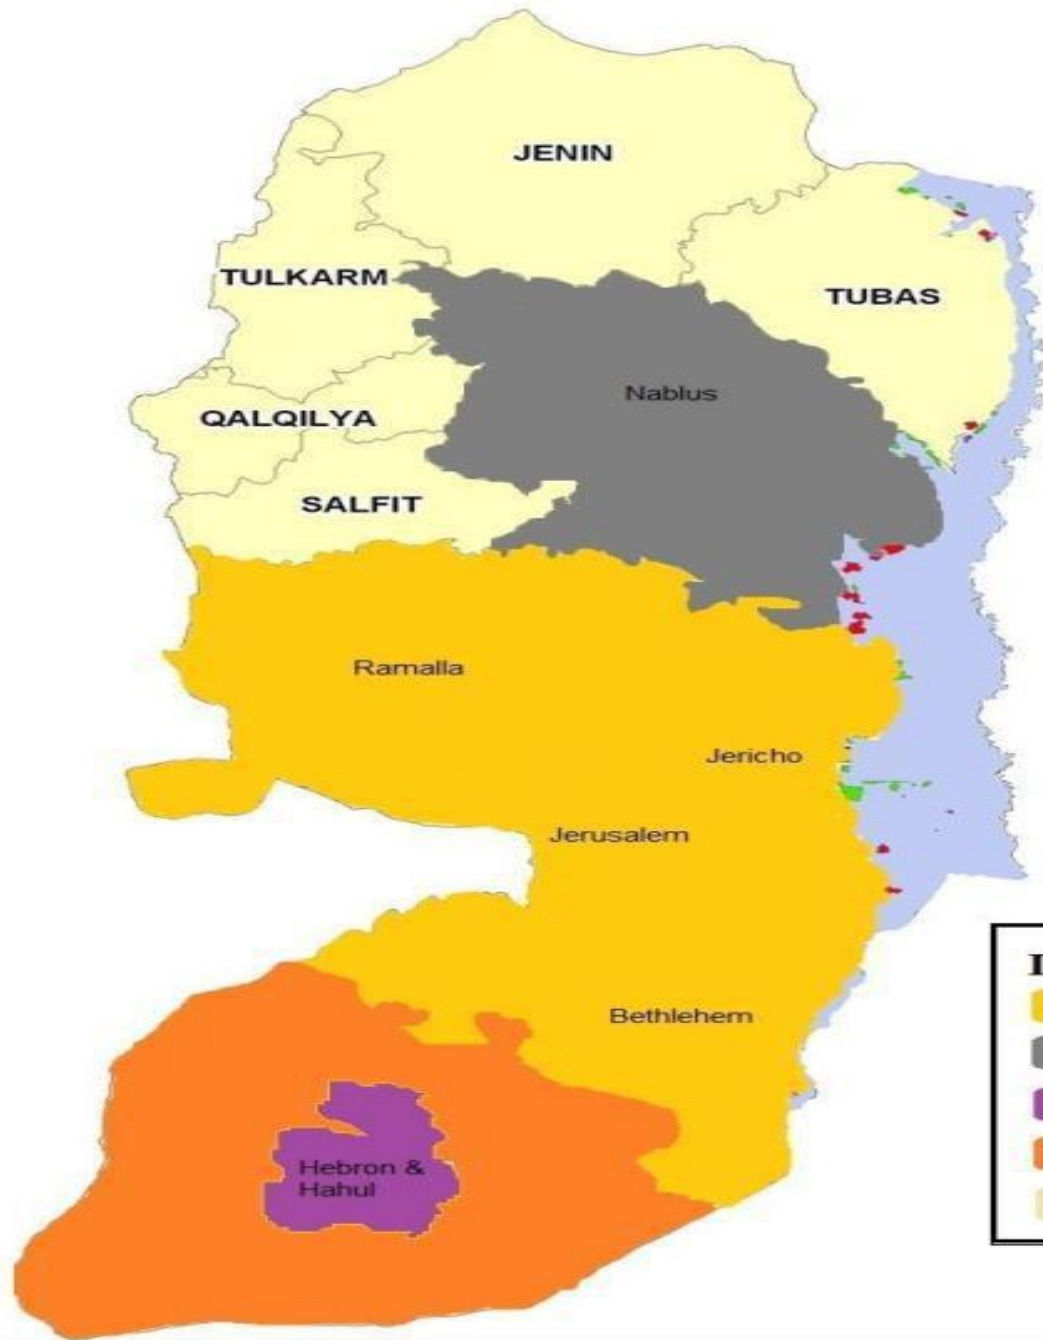 JENIN
TULKARM
TUBAS
Nablus
QALQILYA
SALFIT
Ramalla
Jericho
Jerusalem
Bethlehem
Hebron &
Hahul